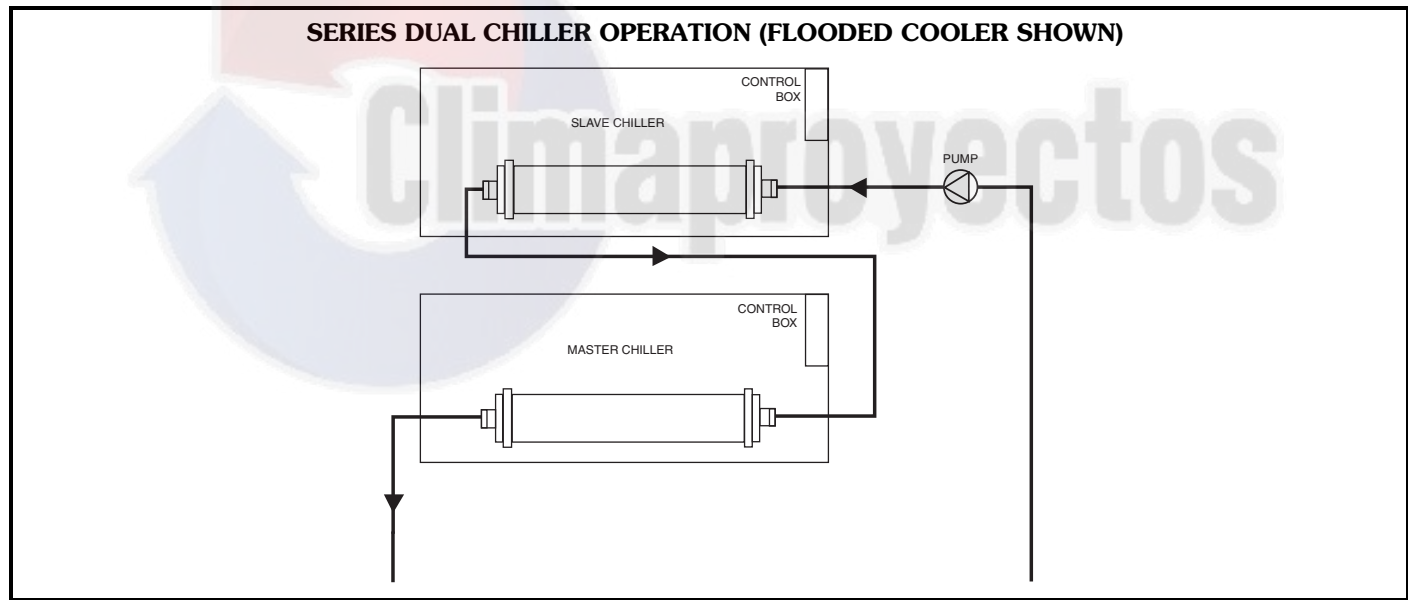 SERIES DUAL CHILLER OPERATION (FLOODED COOLER SHOWN)
CONTROL
BOX
SLAVE CHILLER
PUMP
Climaproyectos
CONTROL
BOX
MASTER CHILLER